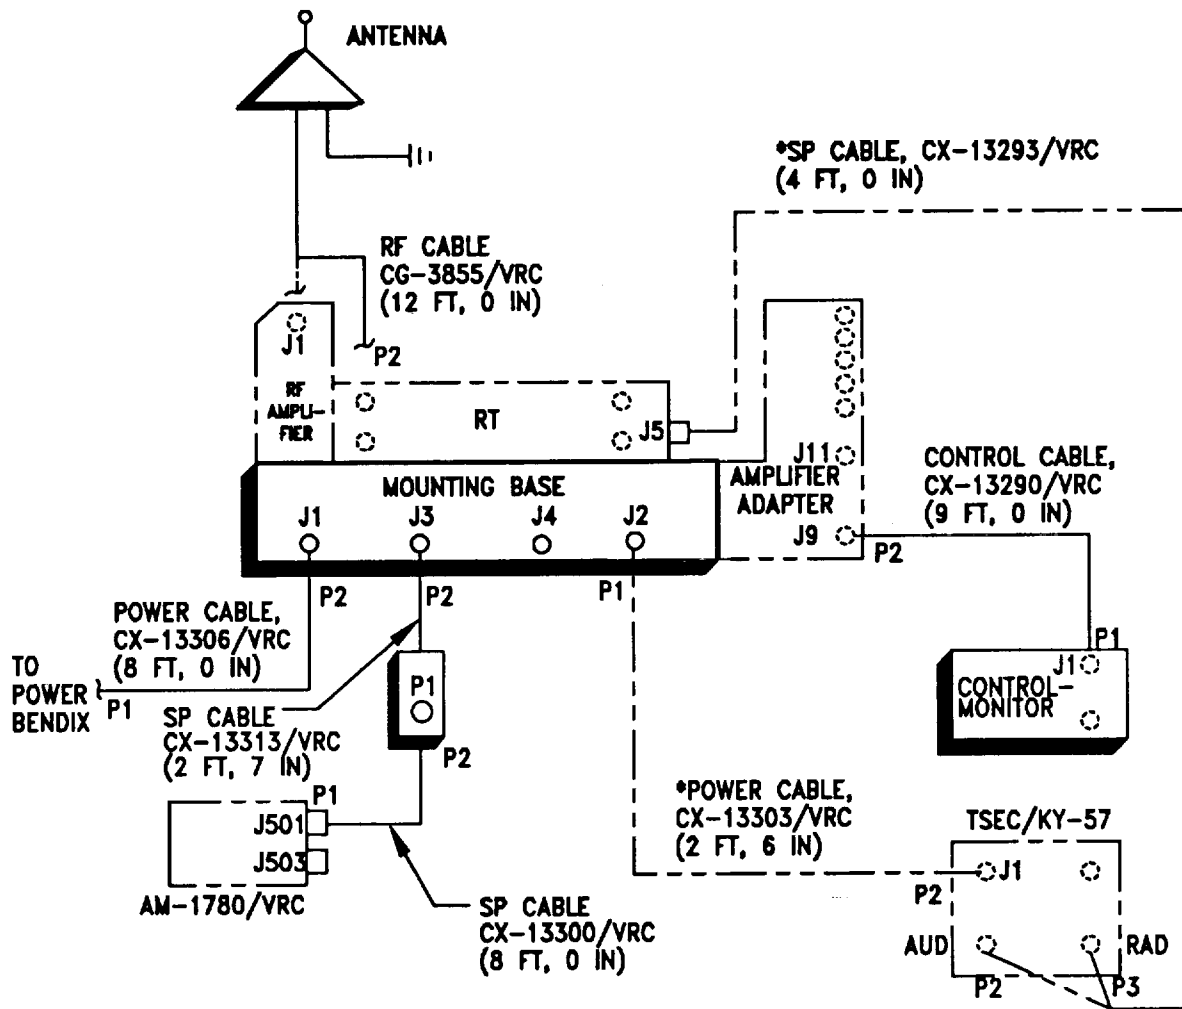 ANTENNA
*SP CABLE, CX-13293/VRC
(4 FT, 0 IN)
RF CABLE
CG-3855/VRC
(12 FT, 0 IN)
J1
P2
RF
AMPLI-
FIER
RT
J5
J11
AMPLIFIER
ADAPTER
J9
P2
CONTROL CABLE,
CX-13290/VRC
(9 FT, 0 IN)
MOUNTING BASE
J1
J3
J4
J2
P2
P2
P1
POWER CABLE,
CX-13306/VRC
(8 FT, 0 IN)
TO
POWER
BENDIX
P1
P1
J1
CONTROL-
MONITOR
P1
P2
SP CABLE
CX-13313/VRC
(2 FT, 7 IN)
P1
J501
J503
AM-1780/VRC
*POWER CABLE,
CX-13303/VRC
(2 FT, 6 IN)
TSEC/KY-57
P2
J1
AUD
RAD
P2
P3
SP CABLE
CX-13300/VRC
(8 FT, 0 IN)